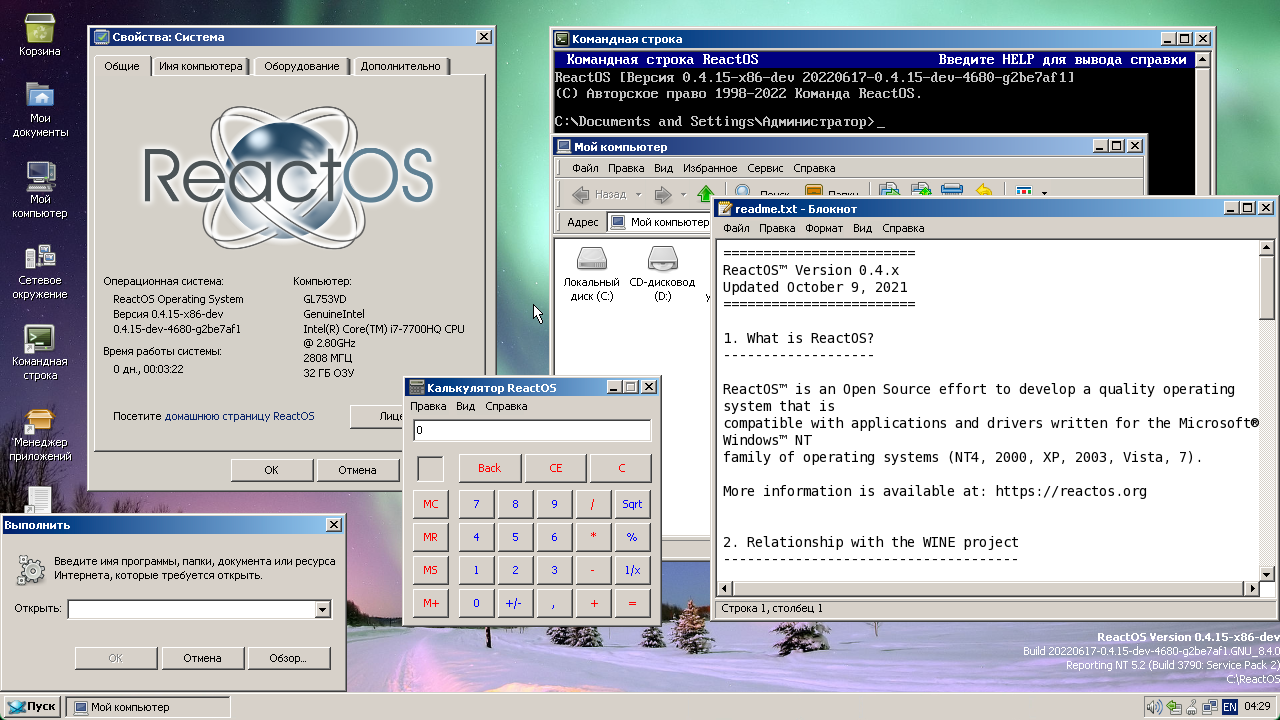 Корзина
Мои
документы
Мой
компьютер
Сетевое
окружение
Командная
строка
Менеджер
приложений
Свойства: Система
Общие
Имя компьютера
Оборудование
Дополнительно
ReactOS
Операционная система:
ReactOS Operating System
Версия 0.4.15-x86-dev
0.4.15-dev-4680-g2be7af1
Время работы системы:
0 дн., 00:03:22
Компьютер:
GL753VD
GenuineIntel
Intel(R) Core(TM) i7-7700HQ CPU
@ 2.80GHz
2808 МГЦ
32 ГБ ОЗУ
Посетите домашнюю страницу ReactOS
Лице
OK
Отмена
Командная строка
Командная строка ReactOS Введите HELP для вывода справки
ReactOS [Версия 0.4.15-x86-dev 20220617-0.4.15-dev-4680-g2be7af1]
(C) Авторское право 1998-2022 Команда ReactOS.
C:\Documents and Settings\Администратор>_
Мой компьютер
Файл Правка Вид Избранное Сервис Справка
Назад Поиск Папки
Адрес Мой компьютер
Локальный
диск (C:)
CD-дисковод
(D:)
readme.txt - Блокнот
Файл Правка Формат Вид Справка
========================
ReactOS™ Version 0.4.x
Updated October 9, 2021
========================
1. What is ReactOS?
-------------------
ReactOS™ is an Open Source effort to develop a quality operating
system that is
compatible with applications and drivers written for the Microsoft®
Windows™ NT
family of operating systems (NT4, 2000, XP, 2003, Vista, 7).
More information is available at: https://reactos.org
2. Relationship with the WINE project
-------------------------------------
Строка 1, столбец 1
Калькулятор ReactOS
Правка Вид Справка
0
Back CE C
MC 7 8 9 / Sqrt
MR 4 5 6 * %
MS 1 2 3 - 1/x
M+ 0 +/- , + =
Выполнить
Введите имя программы, папки, документа или ресурса
Интернета, которые требуется открыть.
Открыть:
OK Отмена Обзор...
ReactOS Version 0.4.15-x86-dev
Build 20220617-0.4.15-dev-4680-g2be7af1.GNU_8.4.0
Reporting NT 5.2 (Build 3790: Service Pack 2)
C:\ReactOS
Пуск
Мой компьютер
EN
04:29